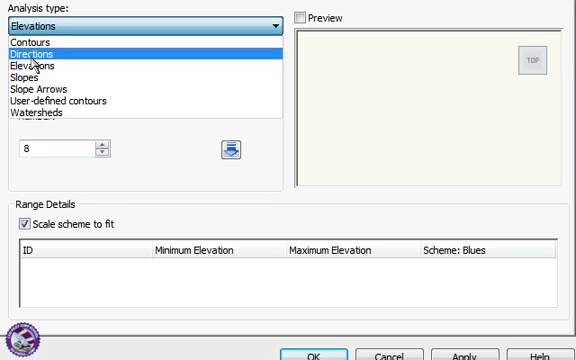 Analysis type:
Elevations
Preview
Contours
Directions
Elevations
Slopes
Slope Arrows
User-defined contours
Watersheds
TOP
Number:
8
Range Details
Scale scheme to fit
ID Minimum Elevation Maximum Elevation Scheme: Blues
OK Cancel Apply Help